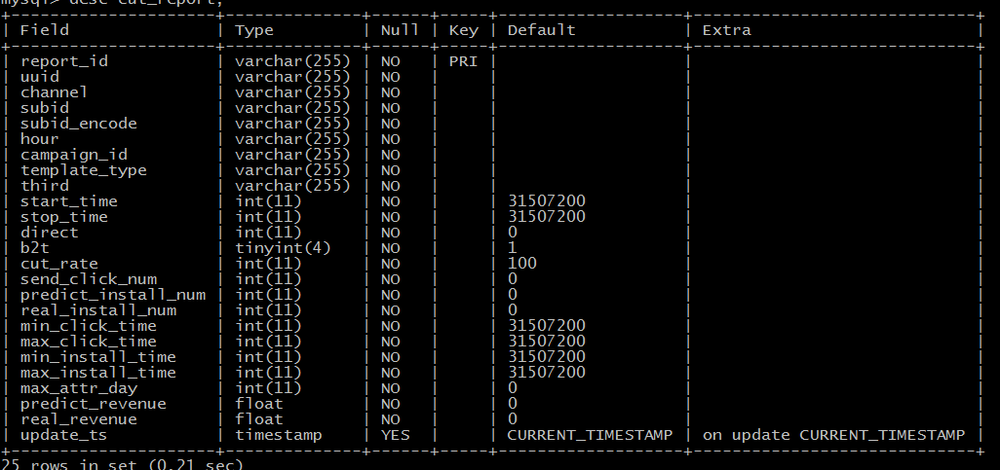 mysql> desc cut_report;
+---------------------+--------------+------+-----+-------------------+-----------------------------+
| Field | Type | Null | Key | Default | Extra |
+---------------------+--------------+------+-----+-------------------+-----------------------------+
| report_id | varchar(255) | NO | PRI | | |
| uuid | varchar(255) | NO | | | |
| channel | varchar(255) | NO | | | |
| subid | varchar(255) | NO | | | |
| subid_encode | varchar(255) | NO | | | |
| hour | varchar(255) | NO | | | |
| campaign_id | varchar(255) | NO | | | |
| template_type | varchar(255) | NO | | | |
| third | varchar(255) | NO | | | |
| start_time | int(11) | NO | | 31507200 | |
| stop_time | int(11) | NO | | 31507200 | |
| direct | int(11) | NO | | 0 | |
| b2t | tinyint(4) | NO | | 1 | |
| cut_rate | int(11) | NO | | 100 | |
| send_click_num | int(11) | NO | | 0 | |
| predict_install_num | int(11) | NO | | 0 | |
| real_install_num | int(11) | NO | | 0 | |
| min_click_time | int(11) | NO | | 31507200 | |
| max_click_time | int(11) | NO | | 31507200 | |
| min_install_time | int(11) | NO | | 31507200 | |
| max_install_time | int(11) | NO | | 31507200 | |
| max_attr_day | int(11) | NO | | 0 | |
| predict_revenue | float | NO | | 0 | |
| real_revenue | float | NO | | 0 | |
| update_ts | timestamp | YES | | CURRENT_TIMESTAMP | on update CURRENT_TIMESTAMP |
+---------------------+--------------+------+-----+-------------------+-----------------------------+
25 rows in set (0.21 sec)